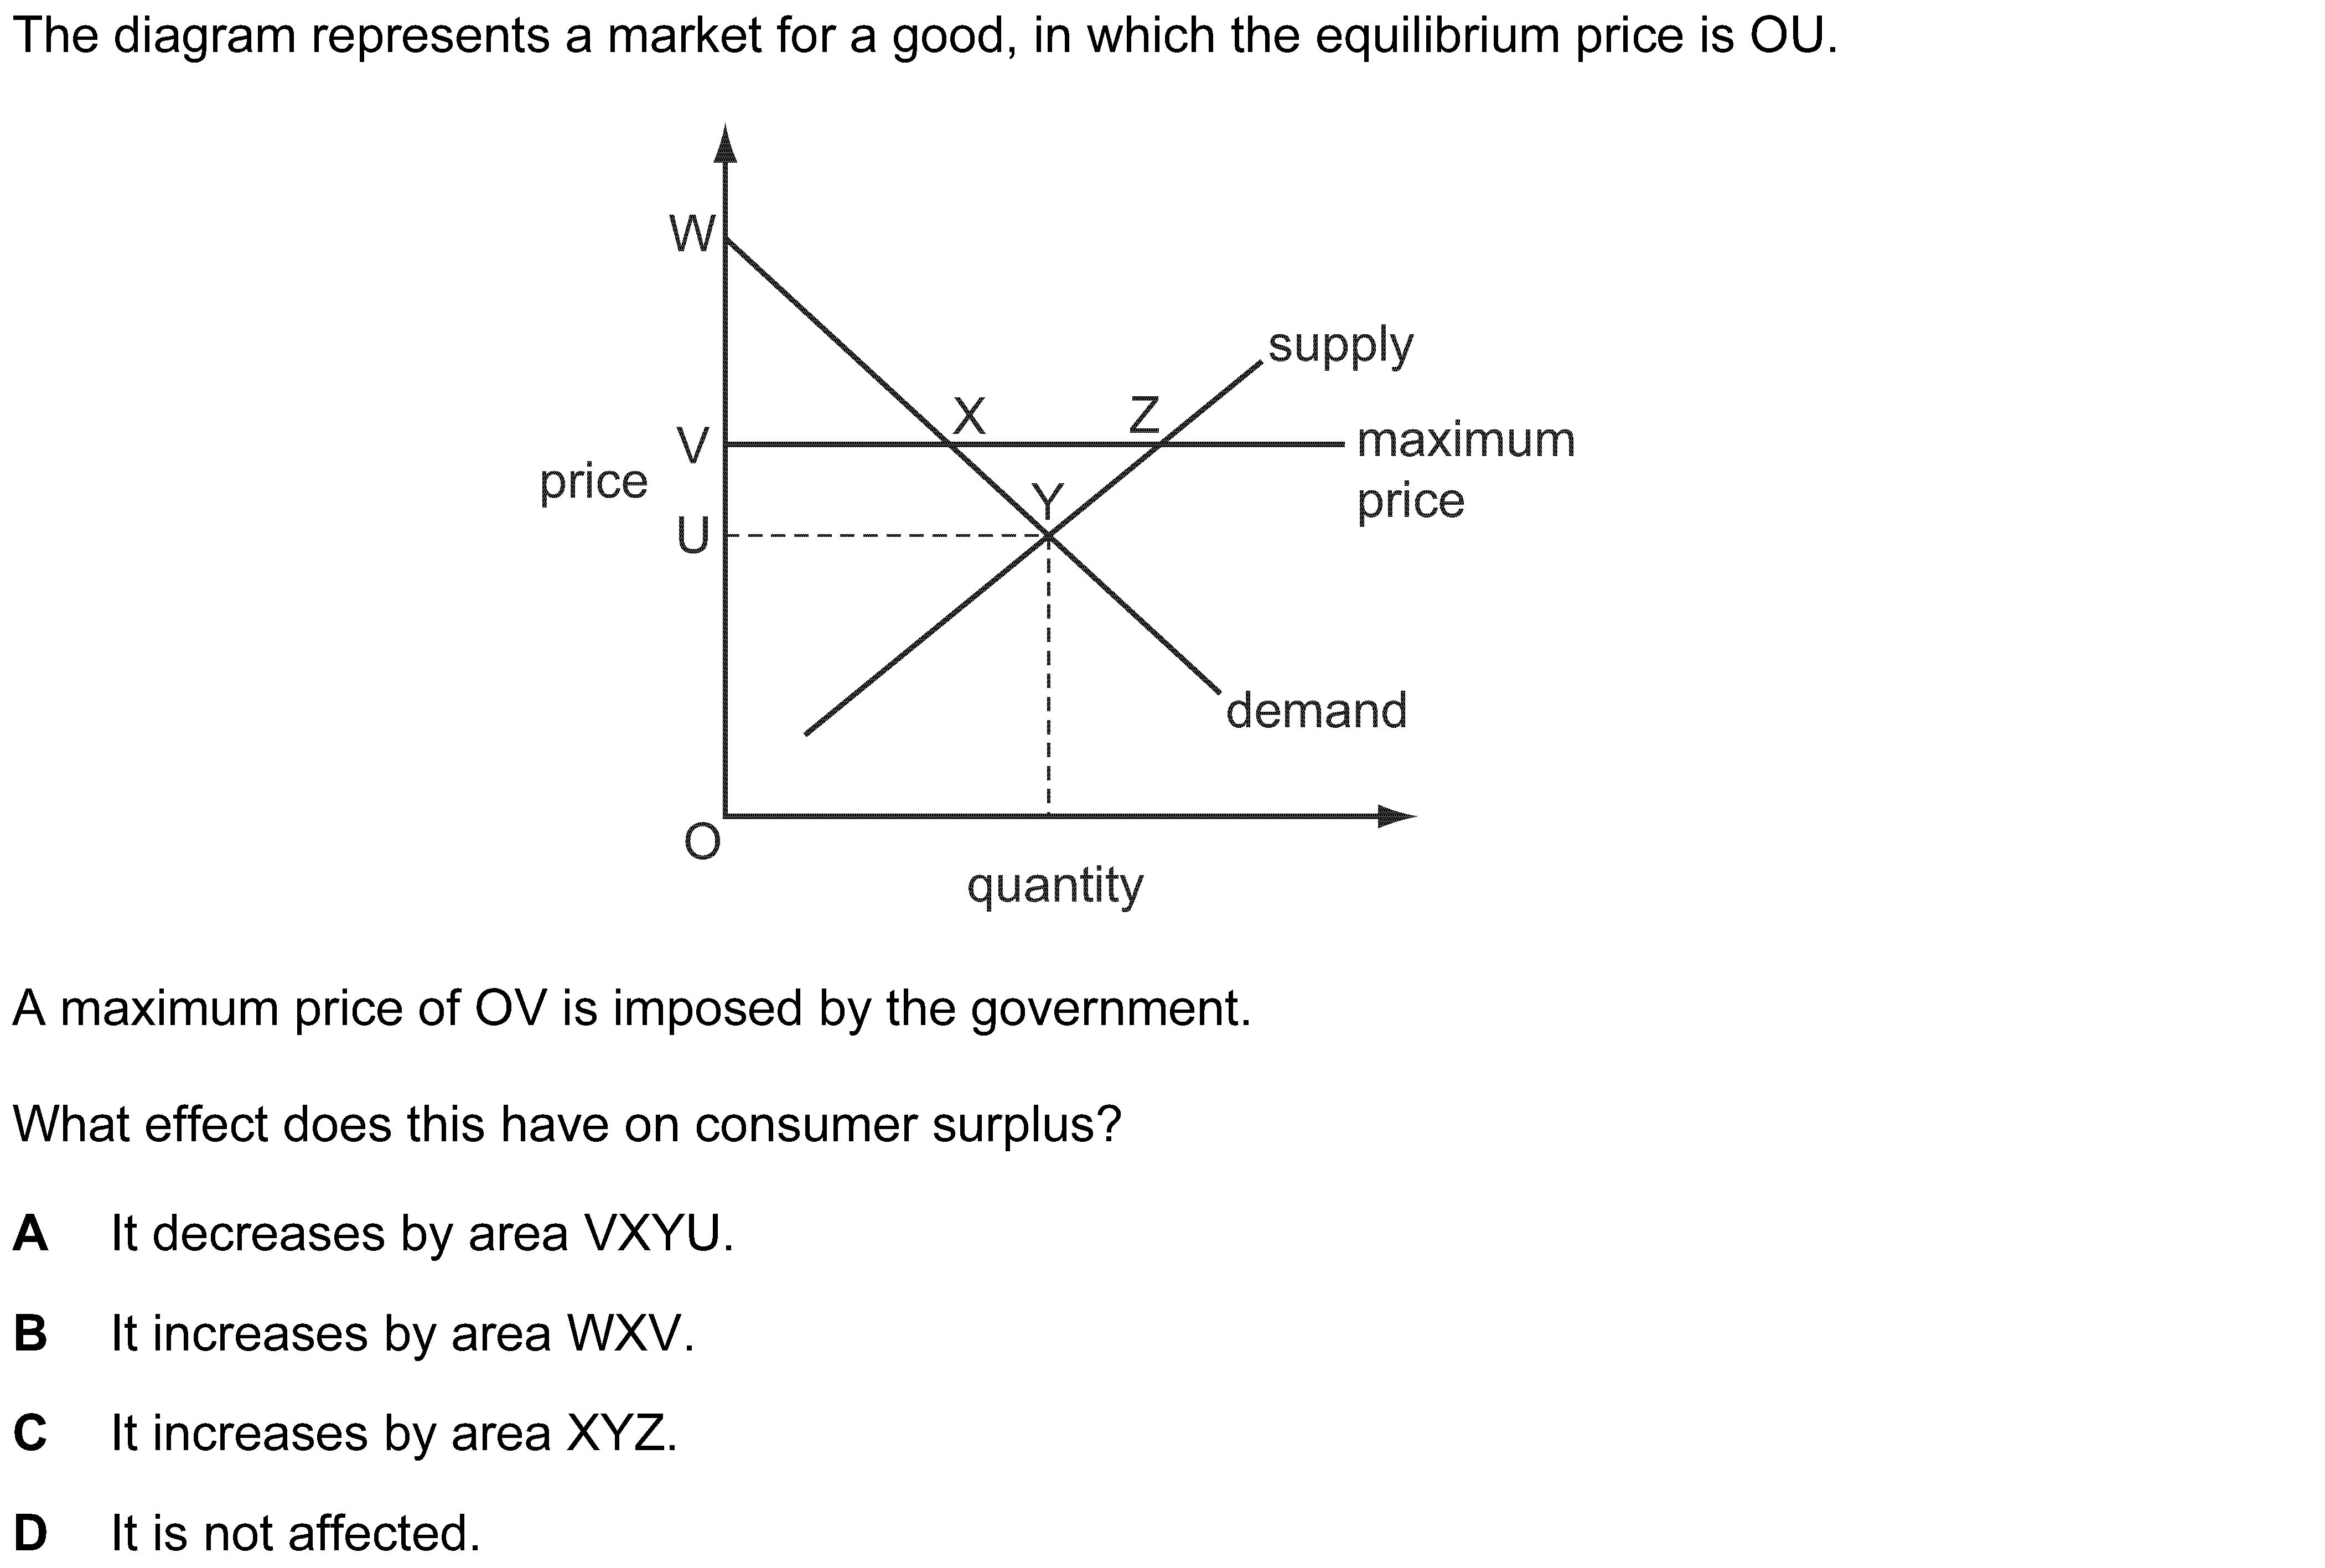 The diagram represents a market for a good, in which the equilibrium price is OU.
W
supply
X
Z
V
maximum
price
price
Y
U
demand
O
quantity
A maximum price of OV is imposed by the government.
What effect does this have on consumer surplus?
A It decreases by area VXYU.
B It increases by area WXV.
C It increases by area XYZ.
D It is not affected.